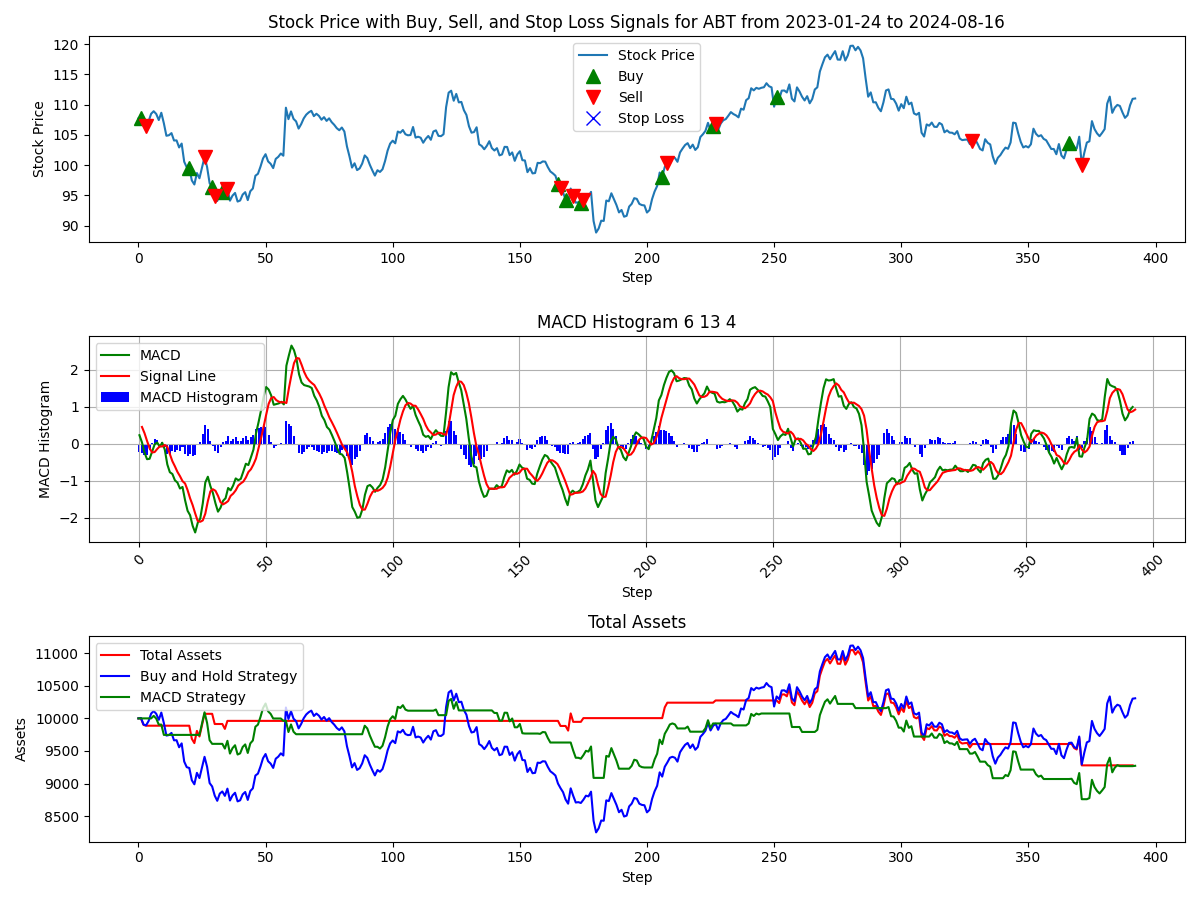 Stock Price with Buy, Sell, and Stop Loss Signals for ABT from 2023-01-24 to 2024-08-16
Stock Price
120
115
110
105
100
95
90
Stock Price
Buy
Sell
Stop Loss
0 50 100 150 200 250 300 350 400
Step
MACD Histogram 6 13 4
MACD Histogram
2
1
0
−1
−2
MACD
Signal Line
MACD Histogram
0 50 100 150 200 250 300 350 400
Step
Total Assets
Assets
11000
10500
10000
9500
9000
8500
Total Assets
Buy and Hold Strategy
MACD Strategy
0 50 100 150 200 250 300 350 400
Step